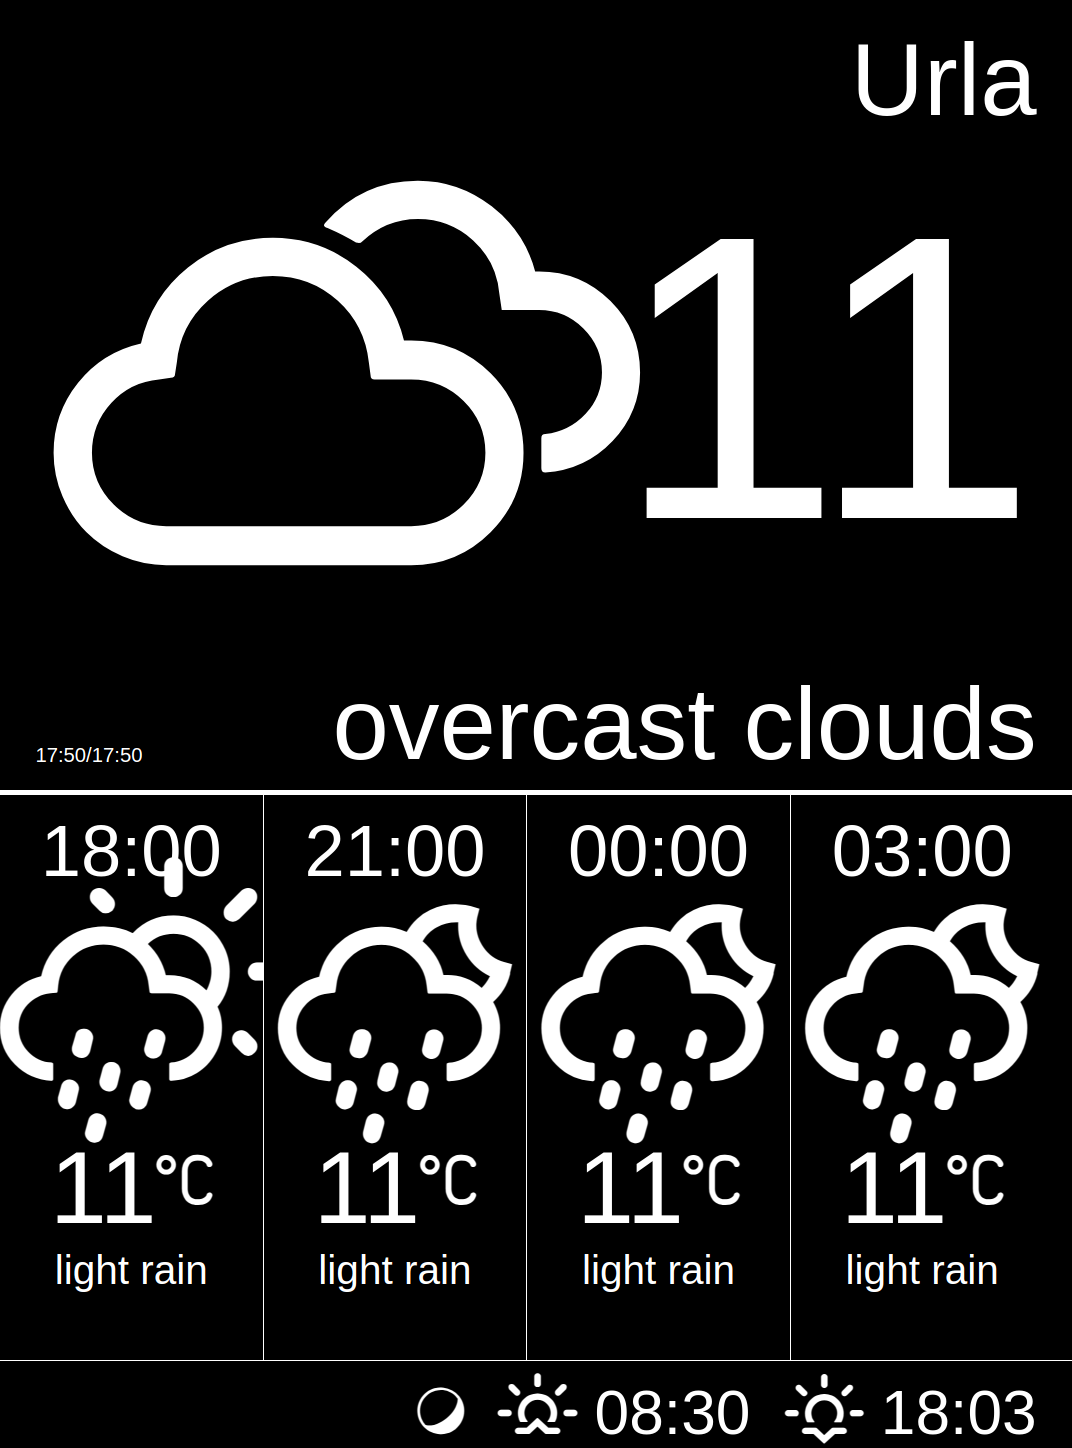 Urla
11
overcast clouds
17:50/17:50
18:00 21:00 00:00 03:00
11°C 11°C 11°C 11°C
light rain light rain light rain light rain
08:30 18:03